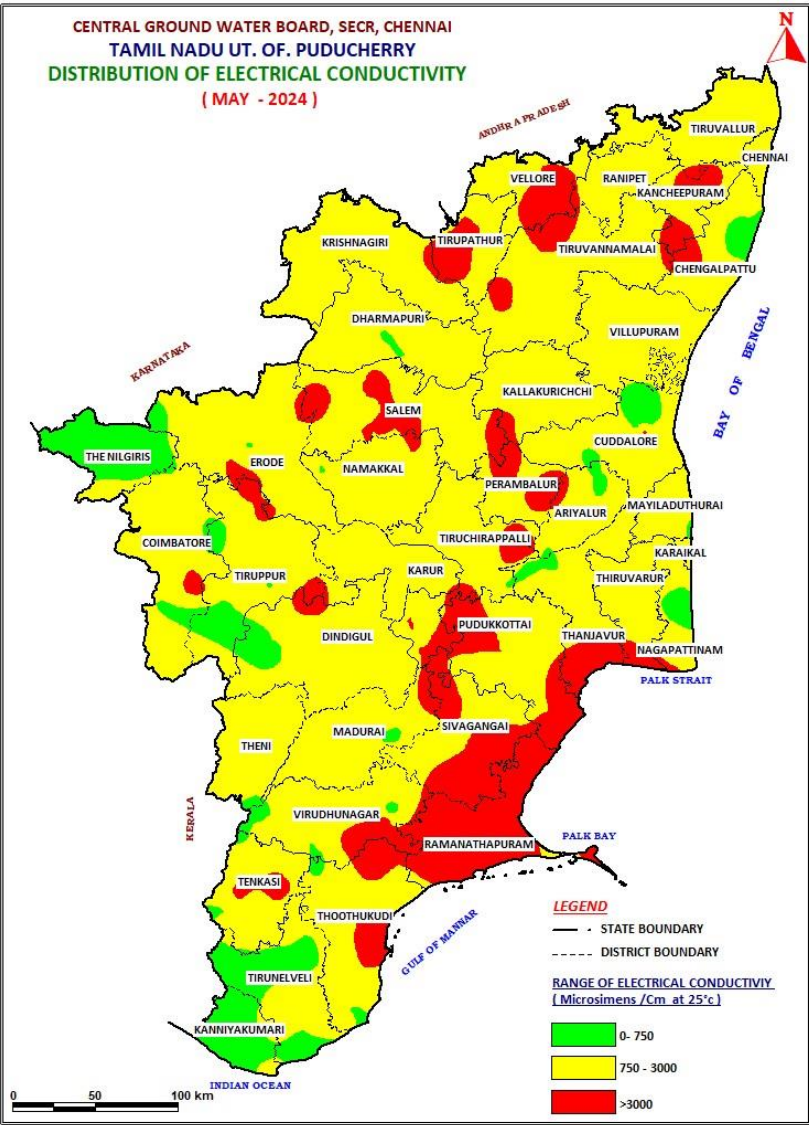 CENTRAL GROUND WATER BOARD, SECR, CHENNAI
TAMIL NADU UT. OF. PUDUCHERRY
DISTRIBUTION OF ELECTRICAL CONDUCTIVITY
( MAY - 2024 )
N
ANDHRA PRADESH
TIRUVALLUR
CHENNAI
VELLORE
RANIPET
KANCHEEPURAM
KRISHNAGIRI
TIRUPATHUR
TIRUVANNAMALAI
CHENGALPATTU
DHARMAPURI
VILLUPURAM
BAY OF BENGAL
KARNATAKA
KALLAKURICHCHI
SALEM
CUDDALORE
THE NILGIRIS
ERODE
NAMAKKAL
PERAMBALUR
ARIYALUR
MAYILADUTHURAI
COIMBATORE
TIRUCHIRAPPALLI
KARAIKAL
TIRUPPUR
KARUR
THIRUVARUR
DINDIGUL
PUDUKKOTTAI
THANJAVUR
NAGAPATTINAM
PALK STRAIT
THENI
MADURAI
SIVAGANGAI
KERALA
VIRUDHUNAGAR
RAMANATHAPURAM
PALK BAY
TENKASI
THOOTHUKUDI
GULF OF MANNAR
TIRUNELVELI
KANNIYAKUMARI
INDIAN OCEAN
LEGEND
STATE BOUNDARY
DISTRICT BOUNDARY
RANGE OF ELECTRICAL CONDUCTIVIY
( Microsimens /Cm at 25°c )
0- 750
750 - 3000
>3000
0 50 100 km